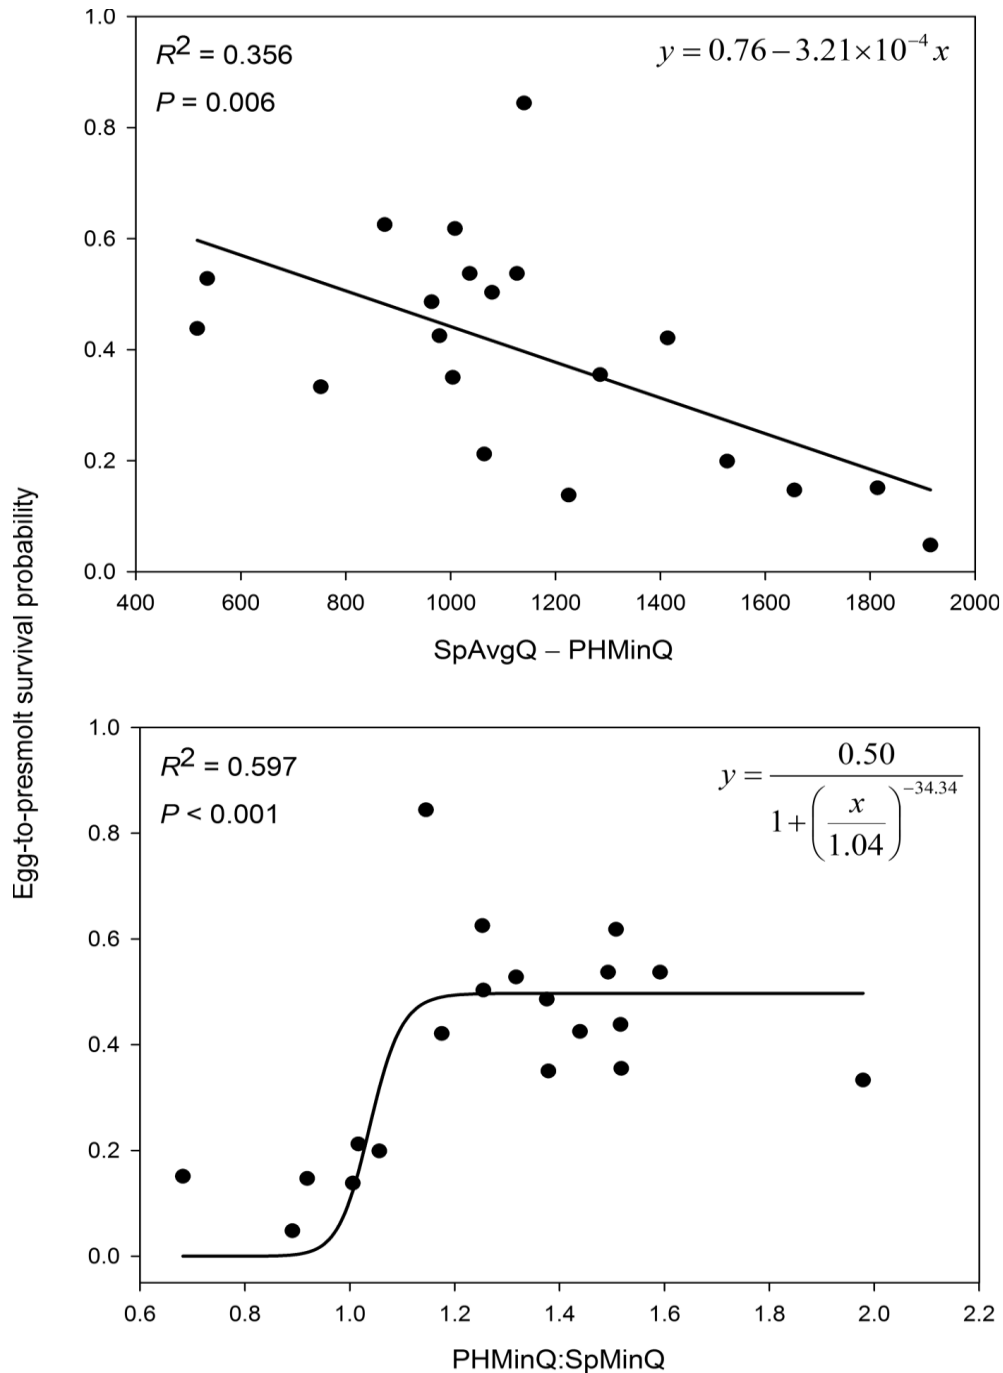 Egg-to-presmolt survival probability
R² = 0.356
P = 0.006
y = 0.76 − 3.21×10⁻⁴ x
1.0
0.8
0.6
0.4
0.2
0.0
400 600 800 1000 1200 1400 1600 1800 2000
SpAvgQ – PHMinQ
R² = 0.597
P < 0.001
y = 0.50 / (1 + (x / 1.04)^−34.34)
1.0
0.8
0.6
0.4
0.2
0.0
0.6 0.8 1.0 1.2 1.4 1.6 1.8 2.0 2.2
PHMinQ:SpMinQ